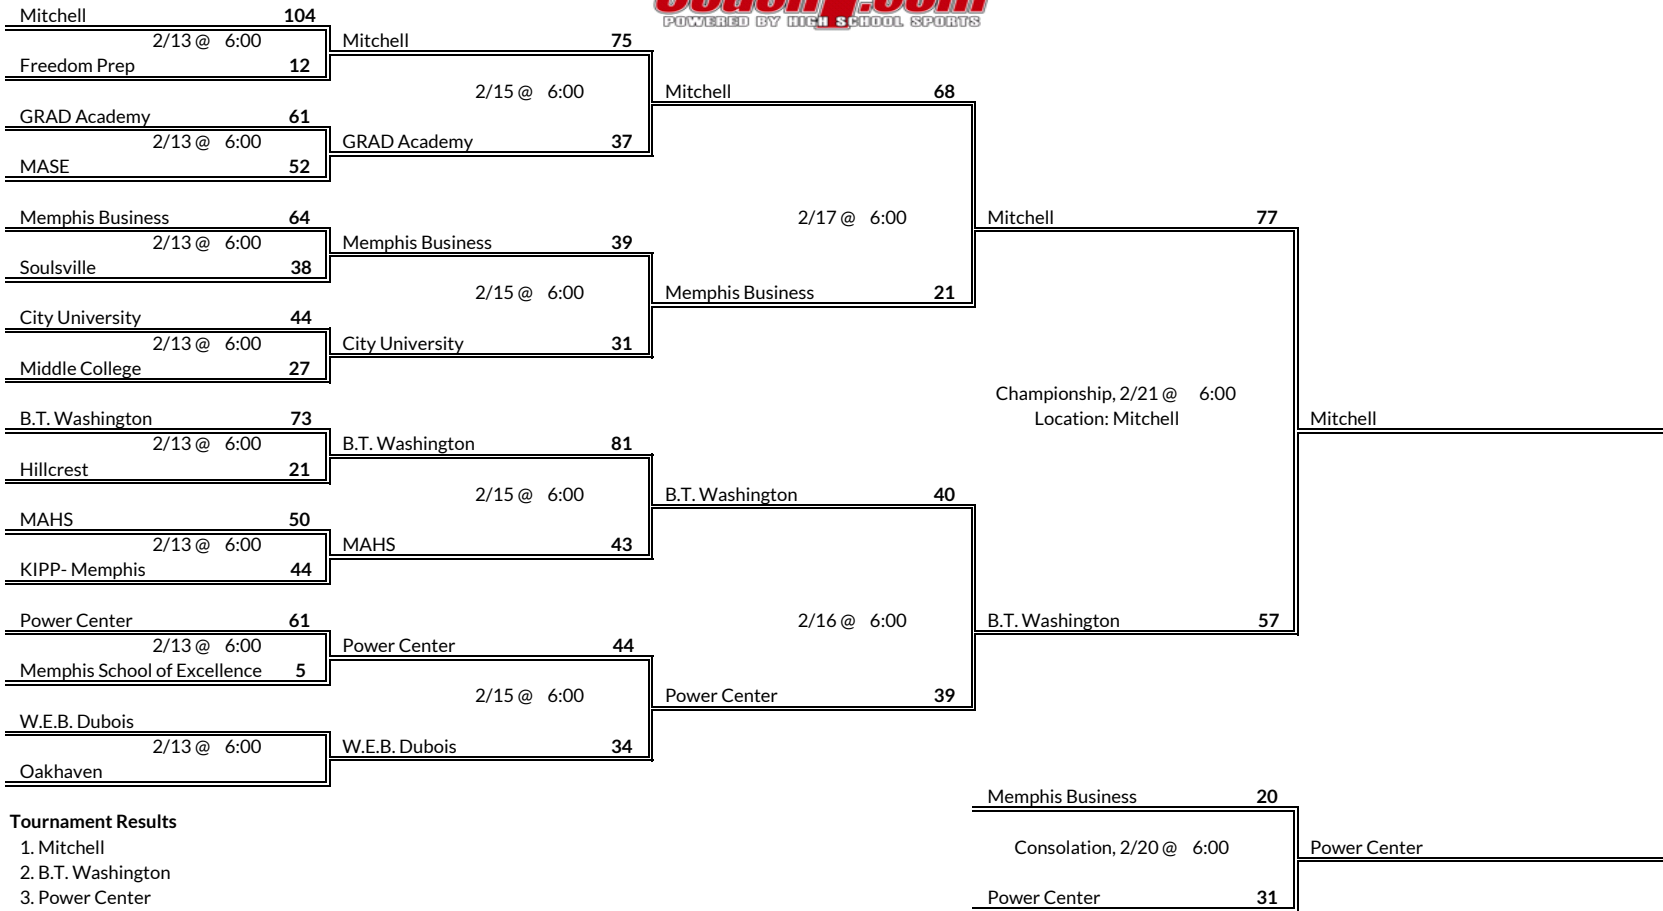 POWERED BY HIGH SCHOOL SPORTS
Mitchell 104
2/13 @ 6:00
Freedom Prep 12
GRAD Academy 61
2/13 @ 6:00
MASE 52
Memphis Business 64
2/13 @ 6:00
Soulsville 38
City University 44
2/13 @ 6:00
Middle College 27
B.T. Washington 73
2/13 @ 6:00
Hillcrest 21
MAHS 50
2/13 @ 6:00
KIPP- Memphis 44
Power Center 61
2/13 @ 6:00
Memphis School of Excellence 5
W.E.B. Dubois
2/13 @ 6:00
Oakhaven
Mitchell 75
2/15 @ 6:00
GRAD Academy 37
Memphis Business 39
2/15 @ 6:00
City University 31
B.T. Washington 81
2/15 @ 6:00
MAHS 43
Power Center 44
2/15 @ 6:00
W.E.B. Dubois 34
Mitchell 68
2/17 @ 6:00
Memphis Business 21
B.T. Washington 40
2/16 @ 6:00
Power Center 39
Mitchell 77
Championship, 2/21 @ 6:00
Location: Mitchell
B.T. Washington 57
Mitchell
Memphis Business 20
Consolation, 2/20 @ 6:00
Power Center 31
Power Center
Tournament Results
1. Mitchell
2. B.T. Washington
3. Power Center